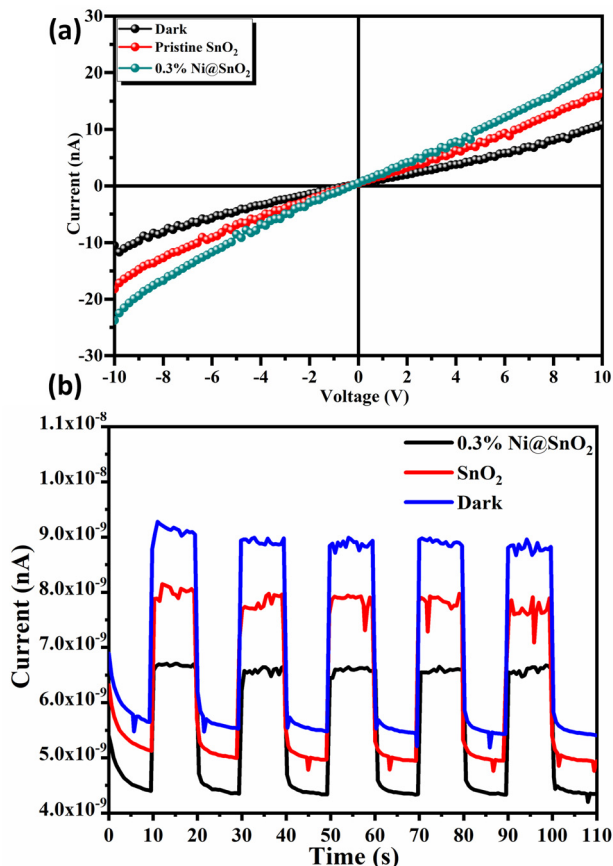 (a)
Dark
Pristine SnO₂
0.3% Ni@SnO₂
30
20
10
0
-10
-20
-30
Current (nA)
-10 -8 -6 -4 -2 0 2 4 6 8 10
Voltage (V)
(b)
0.3% Ni@SnO₂
SnO₂
Dark
1.1x10⁻⁸
1.0x10⁻⁸
9.0x10⁻⁹
8.0x10⁻⁹
7.0x10⁻⁹
6.0x10⁻⁹
5.0x10⁻⁹
4.0x10⁻⁹
Current (nA)
0 10 20 30 40 50 60 70 80 90 100 110
Time (s)